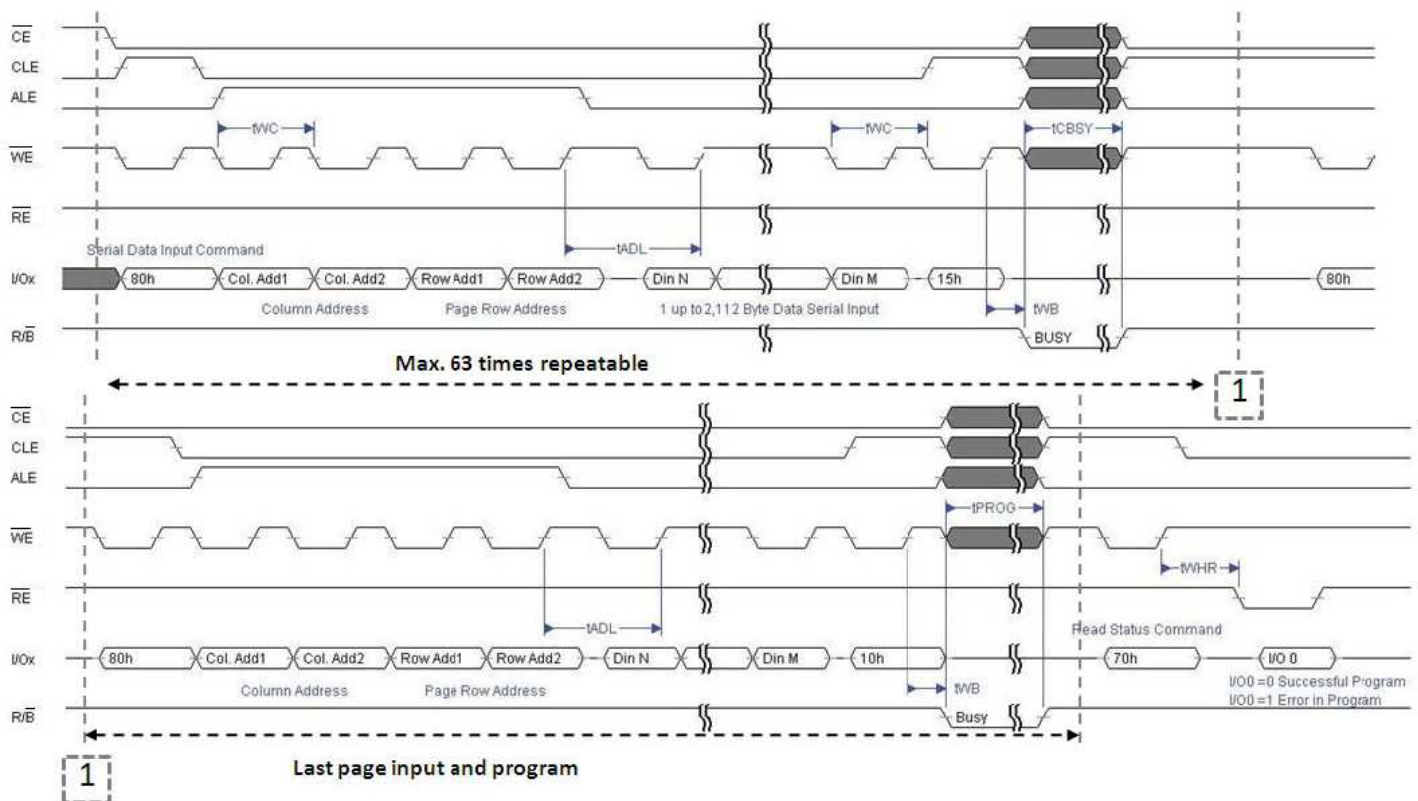 CE
CLE
ALE
tWC
tWC
tCBSY
WE
RE
Serial Data Input Command
tADL
I/Ox
80h
Col. Add1
Col. Add2
Row Add1
Row Add2
Din N
Din M
15h
80h
Column Address
Page Row Address
1 up to 2,112 Byte Data Serial Input
tWB
R/B
BUSY
Max. 63 times repeatable
1
CE
CLE
ALE
tPROG
WE
tWHR
RE
tADL
Read Status Command
I/Ox
80h
Col. Add1
Col. Add2
Row Add1
Row Add2
Din N
Din M
10h
70h
I/O 0
Column Address
Page Row Address
tWB
I/O0 =0 Successful Program
I/O0 =1 Error in Program
R/B
Busy
Last page input and program
1